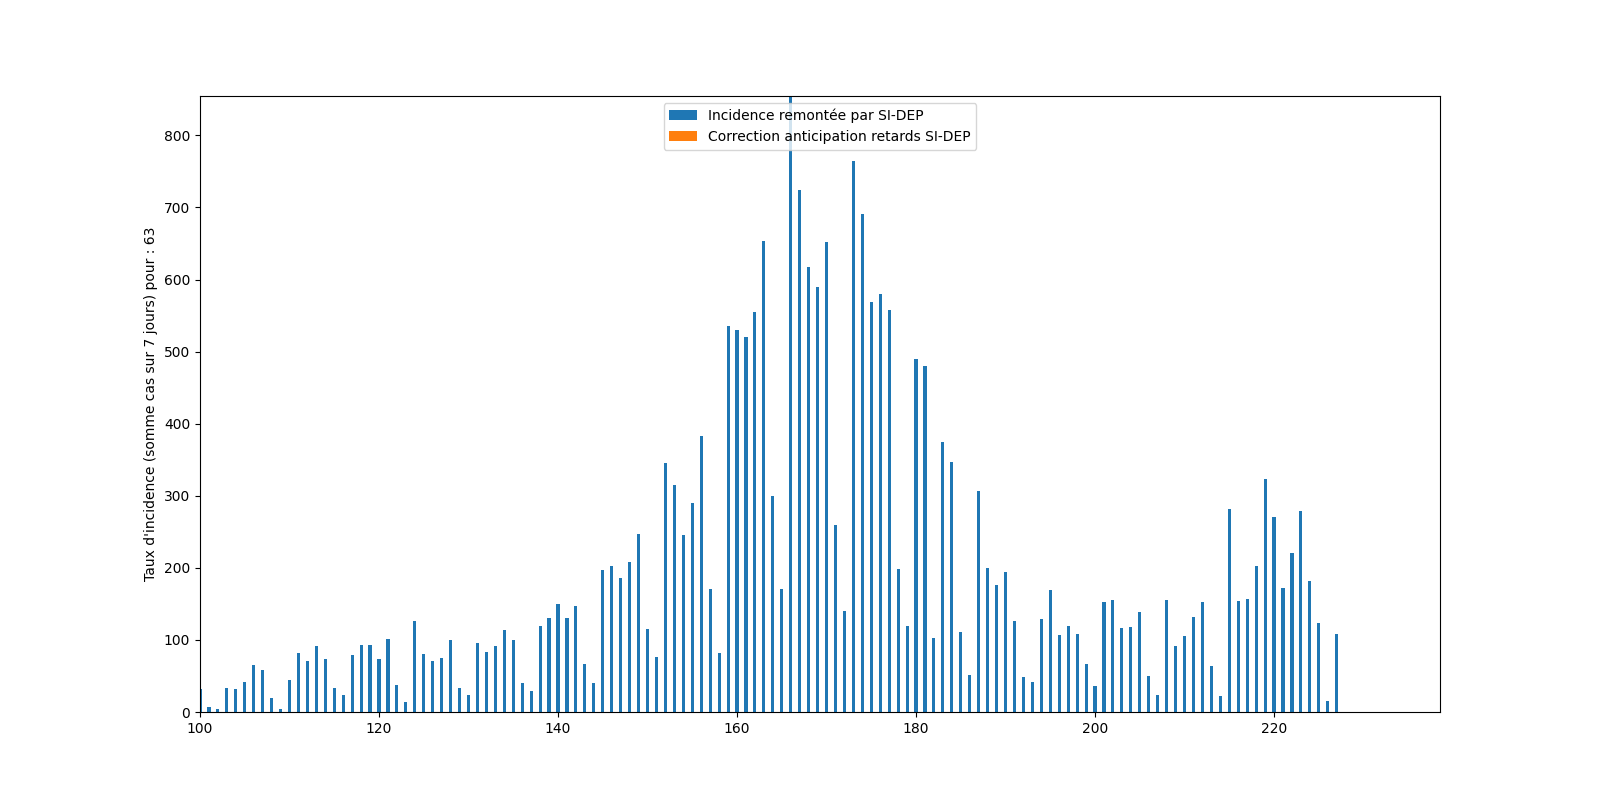 Incidence remontée par SI-DEP
Correction anticipation retards SI-DEP
Taux d'incidence (somme cas sur 7 jours) pour : 63
800
700
600
500
400
300
200
100
0
100 120 140 160 180 200 220